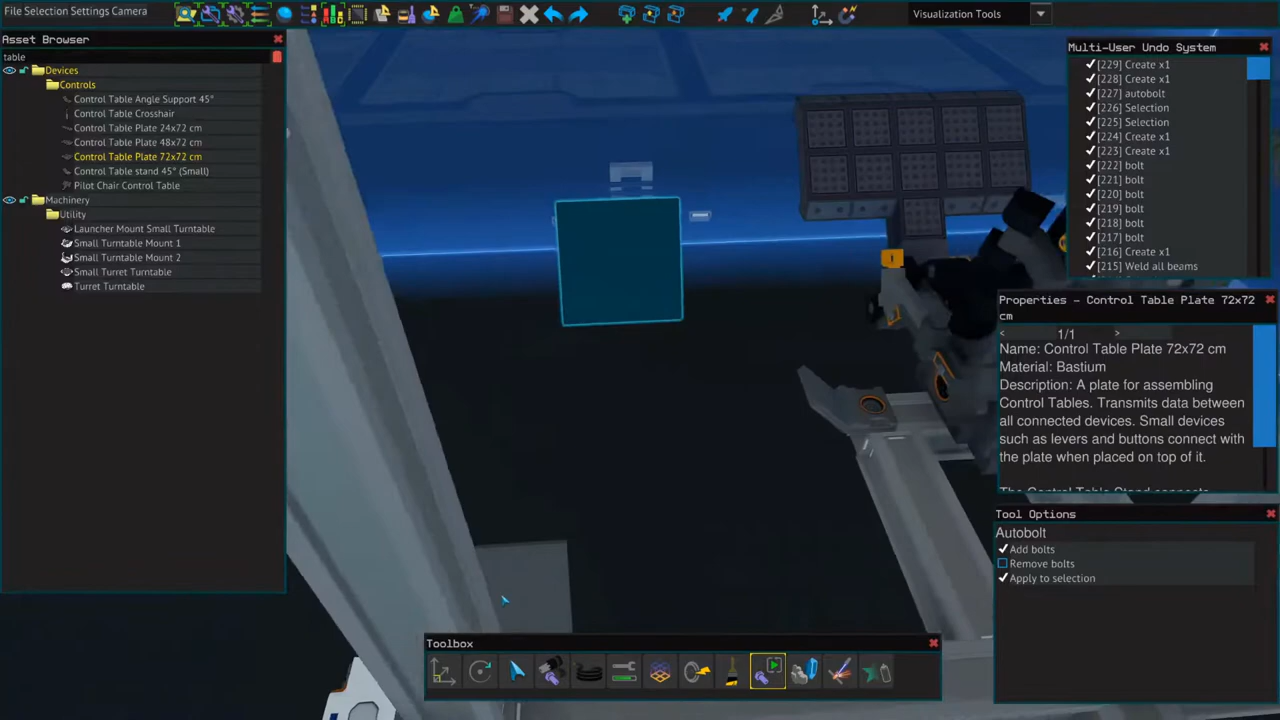 File Selection Settings Camera
Visualization Tools
Asset Browser
table
Devices
Controls
Control Table Angle Support 45°
Control Table Crosshair
Control Table Plate 24x72 cm
Control Table Plate 48x72 cm
Control Table Plate 72x72 cm
Control Table stand 45° (Small)
Pilot Chair Control Table
Machinery
Utility
Launcher Mount Small Turntable
Small Turntable Mount 1
Small Turntable Mount 2
Small Turret Turntable
Turret Turntable
Multi-User Undo System
[229] Create x1
[228] Create x1
[227] autobolt
[226] Selection
[225] Selection
[224] Create x1
[223] Create x1
[222] bolt
[221] bolt
[220] bolt
[219] bolt
[218] bolt
[217] bolt
[216] Create x1
[215] Weld all beams
Properties - Control Table Plate 72x72
cm
< 1/1 >
Name: Control Table Plate 72x72 cm
Material: Bastium
Description: A plate for assembling
Control Tables. Transmits data between
all connected devices. Small devices
such as levers and buttons connect with
the plate when placed on top of it.
Tool Options
Autobolt
Add bolts
Remove bolts
Apply to selection
Toolbox